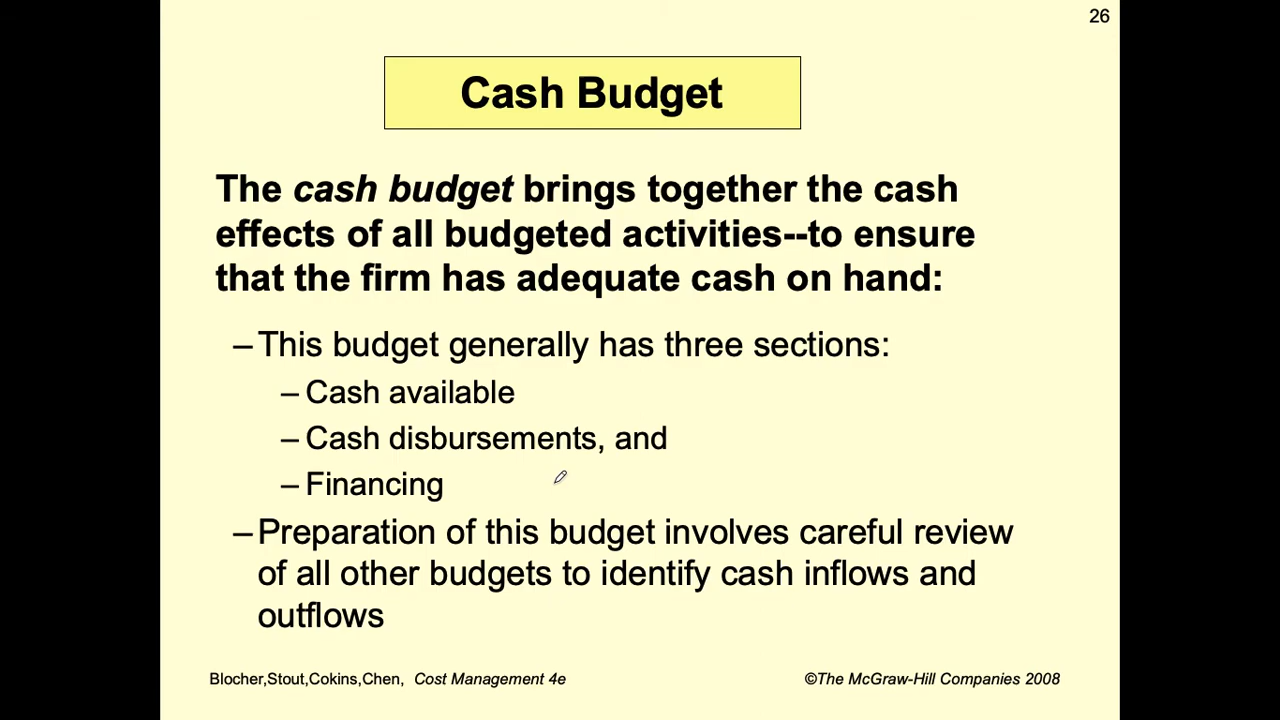 26
Cash Budget
The cash budget brings together the cash
effects of all budgeted activities--to ensure
that the firm has adequate cash on hand:
– This budget generally has three sections:
– Cash available
– Cash disbursements, and
– Financing
– Preparation of this budget involves careful review
of all other budgets to identify cash inflows and
outflows
Blocher,Stout,Cokins,Chen, Cost Management 4e
©The McGraw-Hill Companies 2008